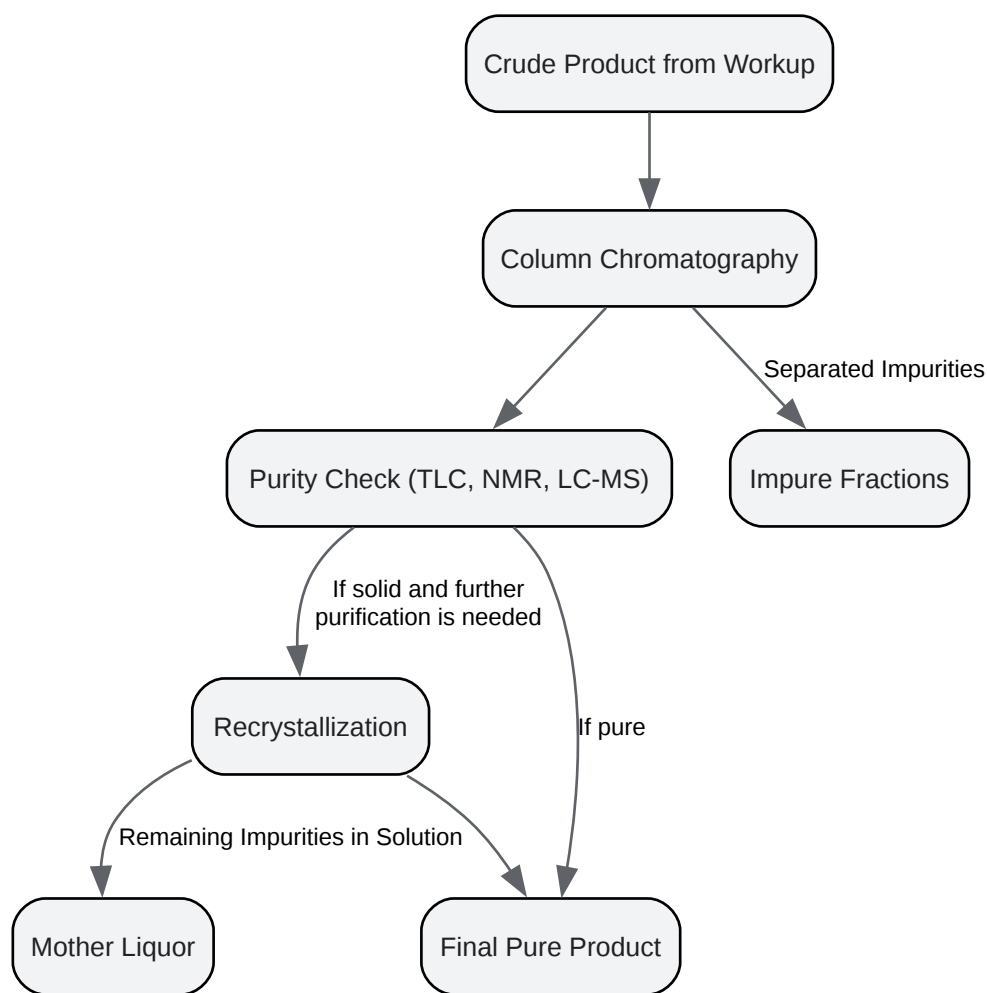 Crude Product from Workup
Column Chromatography
Separated Impurities
Purity Check (TLC, NMR, LC-MS)
Impure Fractions
If solid and further
purification is needed
Recrystallization
If pure
Remaining Impurities in Solution
Mother Liquor
Final Pure Product